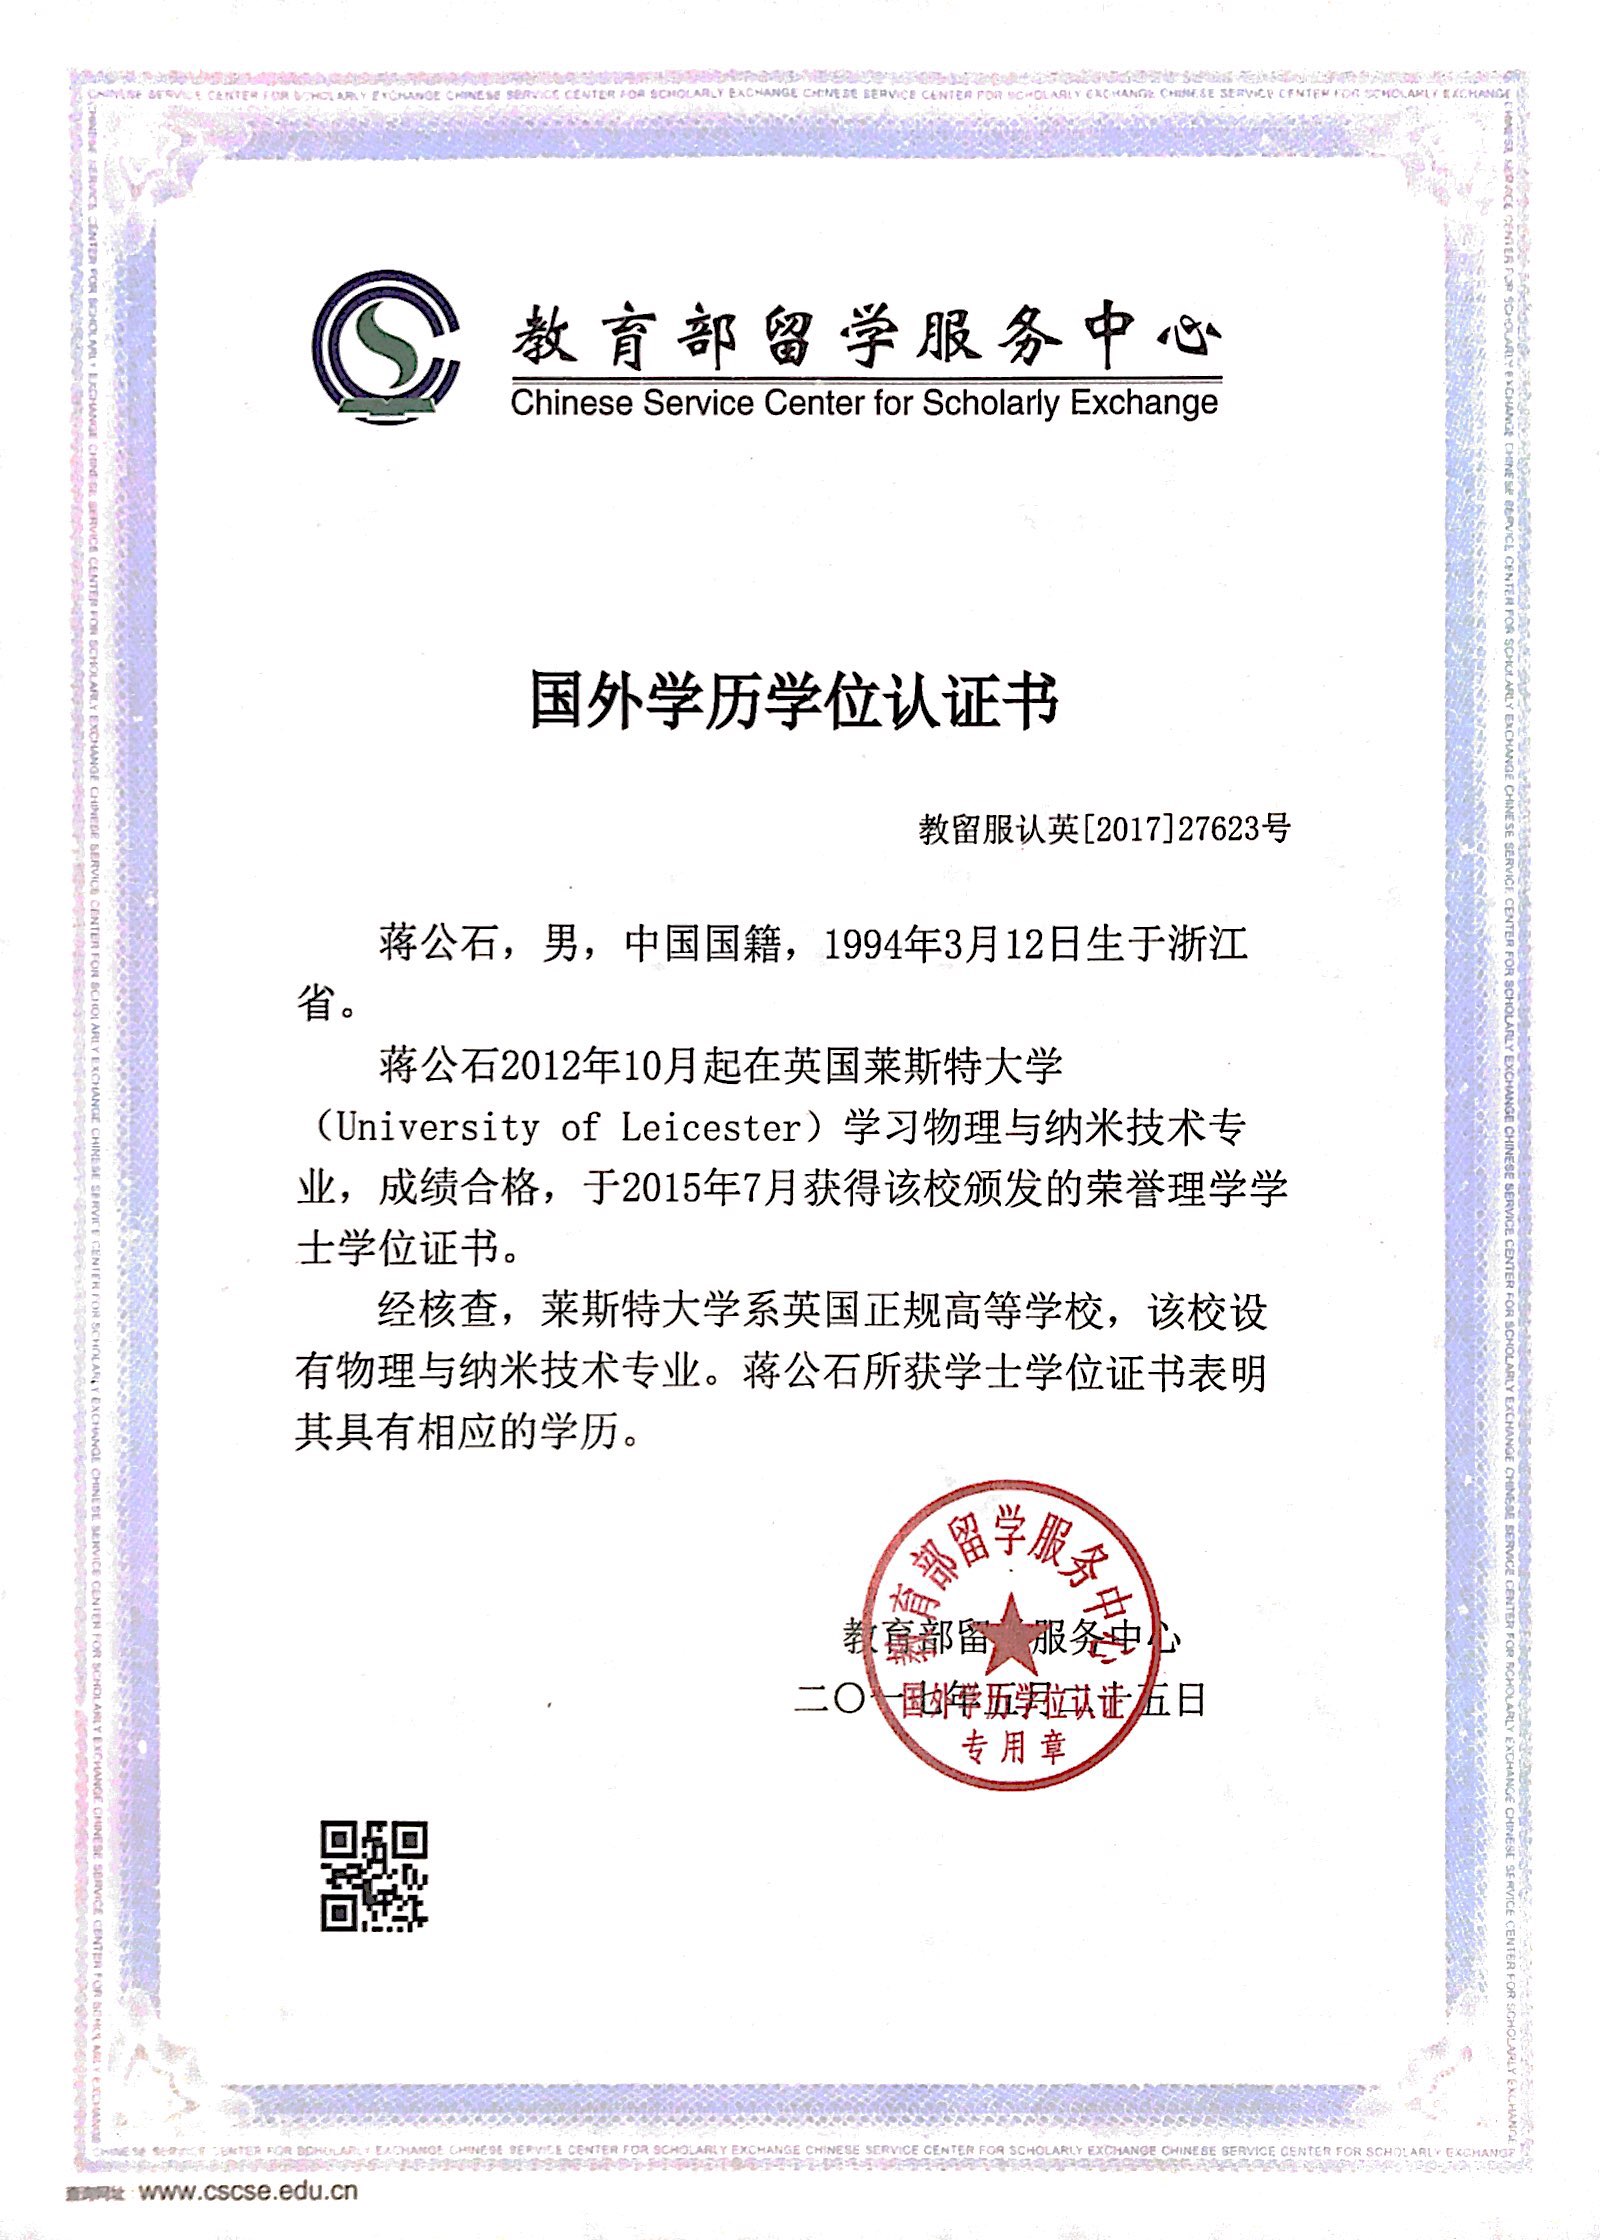 CHINESE SERVICE CENTER FOR SCHOLARLY EXCHANGE CHINESE SERVICE CENTER FOR SCHOLARLY EXCHANGE CHINESE SERVICE CENTER FOR SCHOLARLY EXCHANGE CHINESE SERVICE CENTER FOR SCHOLARLY EXCHANGE
教育部留学服务中心
Chinese Service Center for Scholarly Exchange
国外学历学位认证书
教留服认英[2017]27623号
蒋公石，男，中国国籍，1994年3月12日生于浙江
省。
蒋公石2012年10月起在英国莱斯特大学
（University of Leicester）学习物理与纳米技术专
业，成绩合格，于2015年7月获得该校颁发的荣誉理学学
士学位证书。
经核查，莱斯特大学系英国正规高等学校，该校设
有物理与纳米技术专业。蒋公石所获学士学位证书表明
其具有相应的学历。
教育部留学服务中心
二〇一七年五月二十五日
教育部留学服务中心
国外学历学位认证
专用章
CHINESE SERVICE CENTER FOR SCHOLARLY EXCHANGE CHINESE SERVICE CENTER FOR SCHOLARLY EXCHANGE CHINESE SERVICE CENTER FOR SCHOLARLY EXCHANGE CHINESE SERVICE CENTER FOR SCHOLARLY EXCHANGE
查询网址：www.cscse.edu.cn